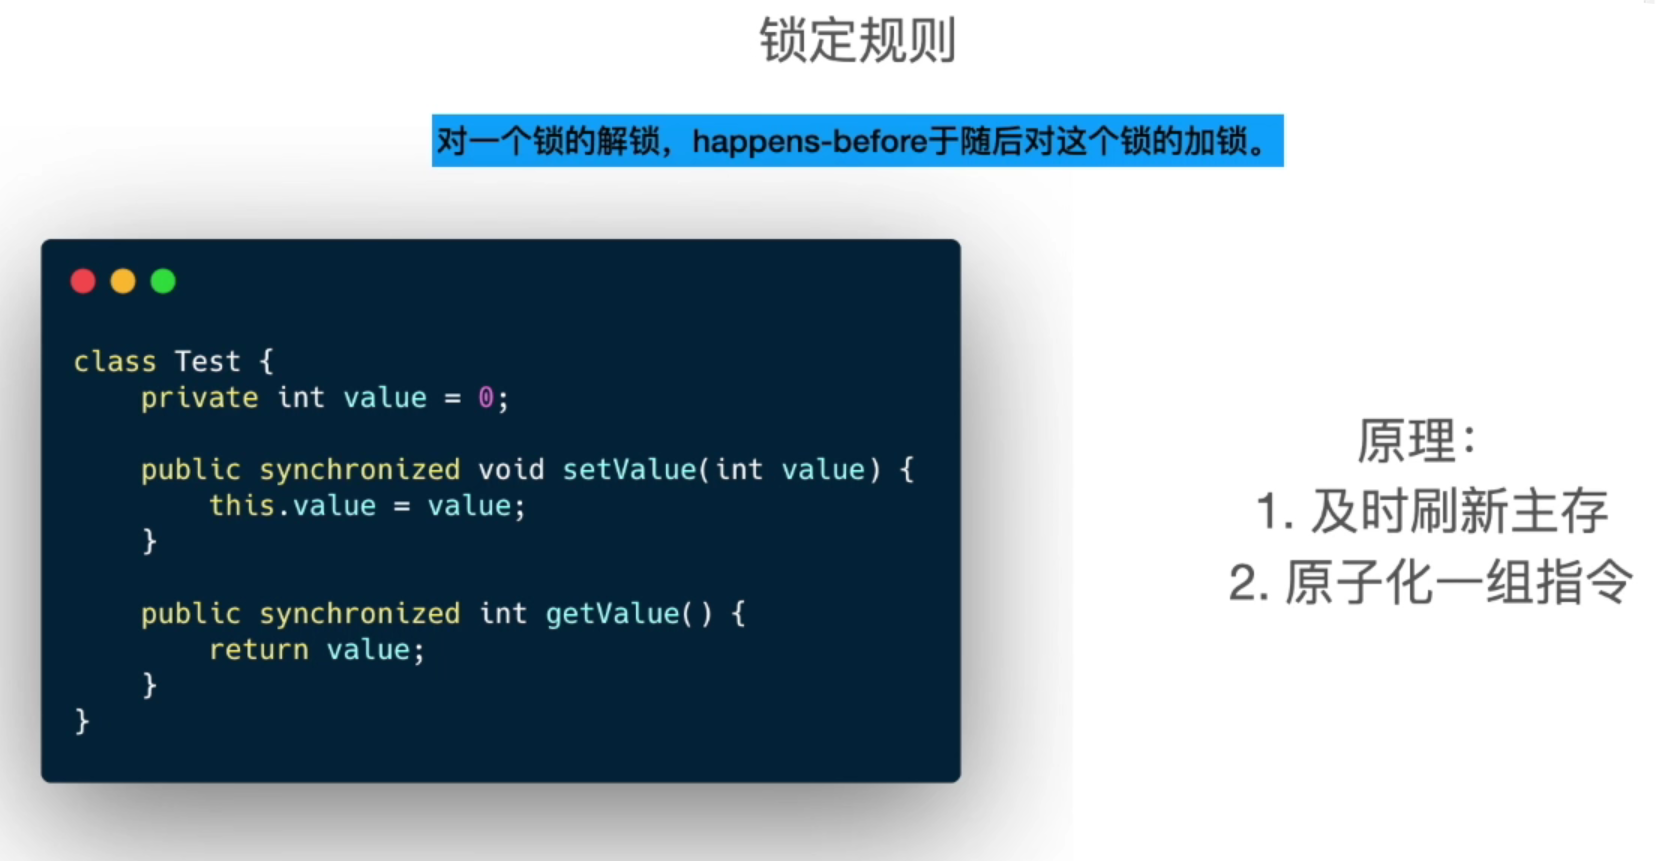 锁定规则
对一个锁的解锁，happens-before于随后对这个锁的加锁。
class Test {
    private int value = 0;
    public synchronized void setValue(int value) {
        this.value = value;
    }
    public synchronized int getValue() {
        return value;
    }
}
原理：
1. 及时刷新主存
2. 原子化一组指令